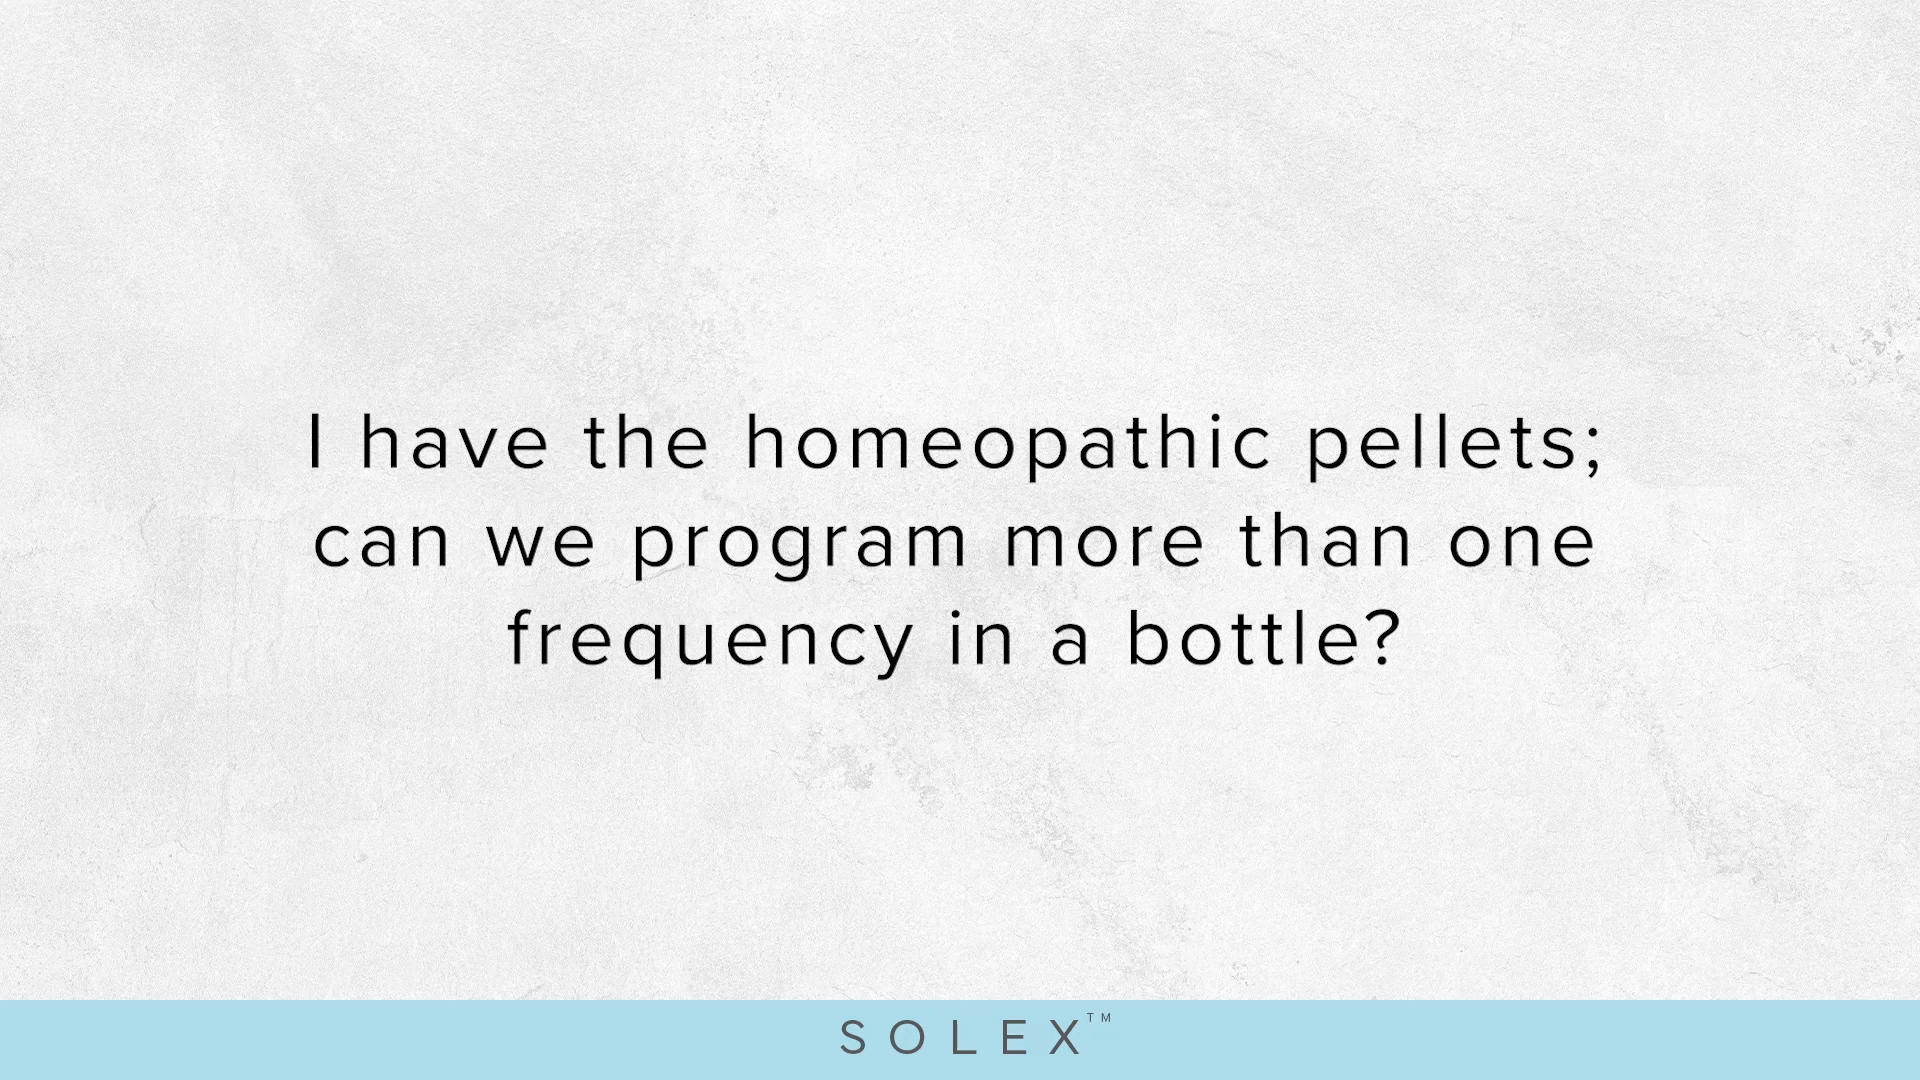 I have the homeopathic pellets;
can we program more than one
frequency in a bottle?
SOLEX™